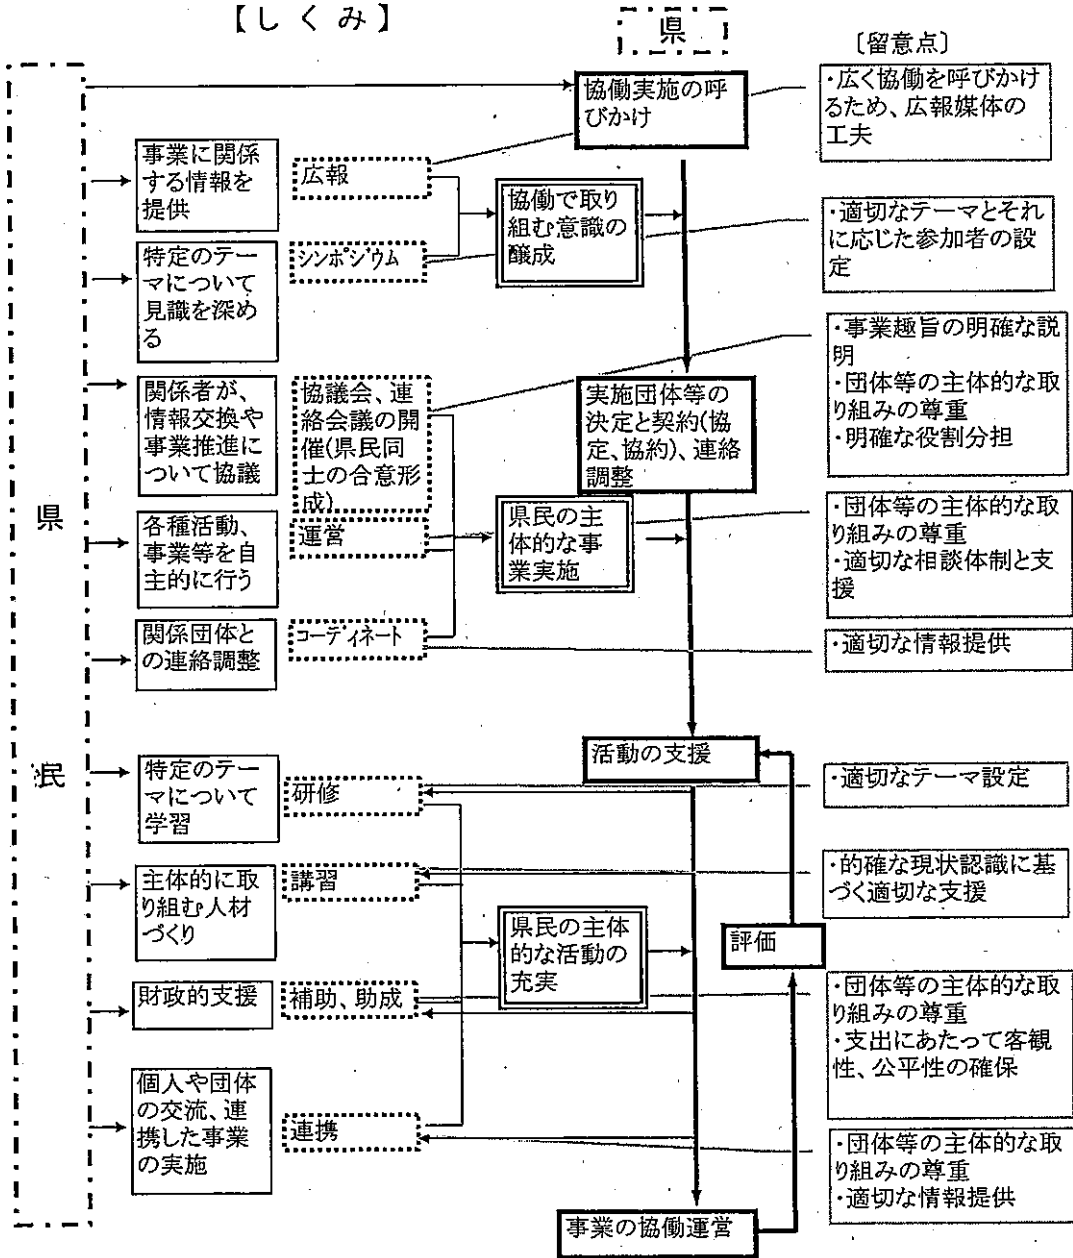 【しくみ】
県
〔留意点〕
協働実施の呼
びかけ
・広く協働を呼びかけ
るため、広報媒体の
工夫
事業に関係
する情報を
提供
広報
協働で取り
組む意識の
醸成
・適切なテーマとそれ
に応じた参加者の設
定
特定のテー
マについて
見識を深め
る
シンポジウム
・事業趣旨の明確な説
明
・団体等の主体的な取
り組みの尊重
・明確な役割分担
関係者が、
情報交換や
事業推進に
ついて協議
協議会、連
絡会議の開
催(県民同
士の合意形
成)
実施団体等の
決定と契約(協
定、協約)、連絡
調整
県
民
各種活動、
事業等を自
主的に行う
運営
県民の主
体的な事
業実施
・団体等の主体的な取
り組みの尊重
・適切な相談体制と支
援
関係団体と
の連絡調整
コーディネート
・適切な情報提供
活動の支援
特定のテー
マについて
学習
研修
・適切なテーマ設定
主体的に取
り組む人材
づくり
講習
・的確な現状認識に基
づく適切な支援
県民の主体
的な活動の
充実
評価
財政的支援
補助、助成
・団体等の主体的な取
り組みの尊重
・支出にあたって客観
性、公平性の確保
個人や団体
の交流、連
携した事業
の実施
連携
・団体等の主体的な取
り組みの尊重
・適切な情報提供
事業の協働運営